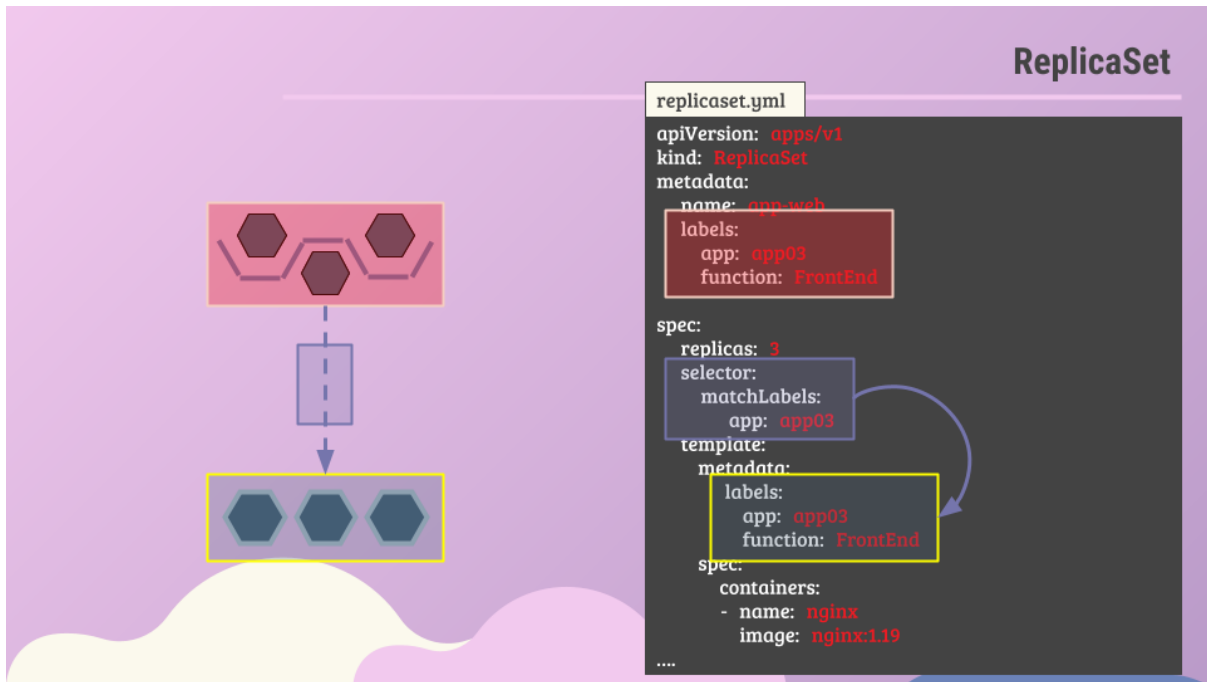 ReplicaSet
replicaset.yml
apiVersion: apps/v1
kind: ReplicaSet
metadata:
name: app-web
labels:
app: app03
function: FrontEnd
spec:
replicas: 3
selector:
matchLabels:
app: app03
template:
metadata:
labels:
app: app03
function: FrontEnd
spec:
containers:
- name: nginx
image: nginx:1.19
....